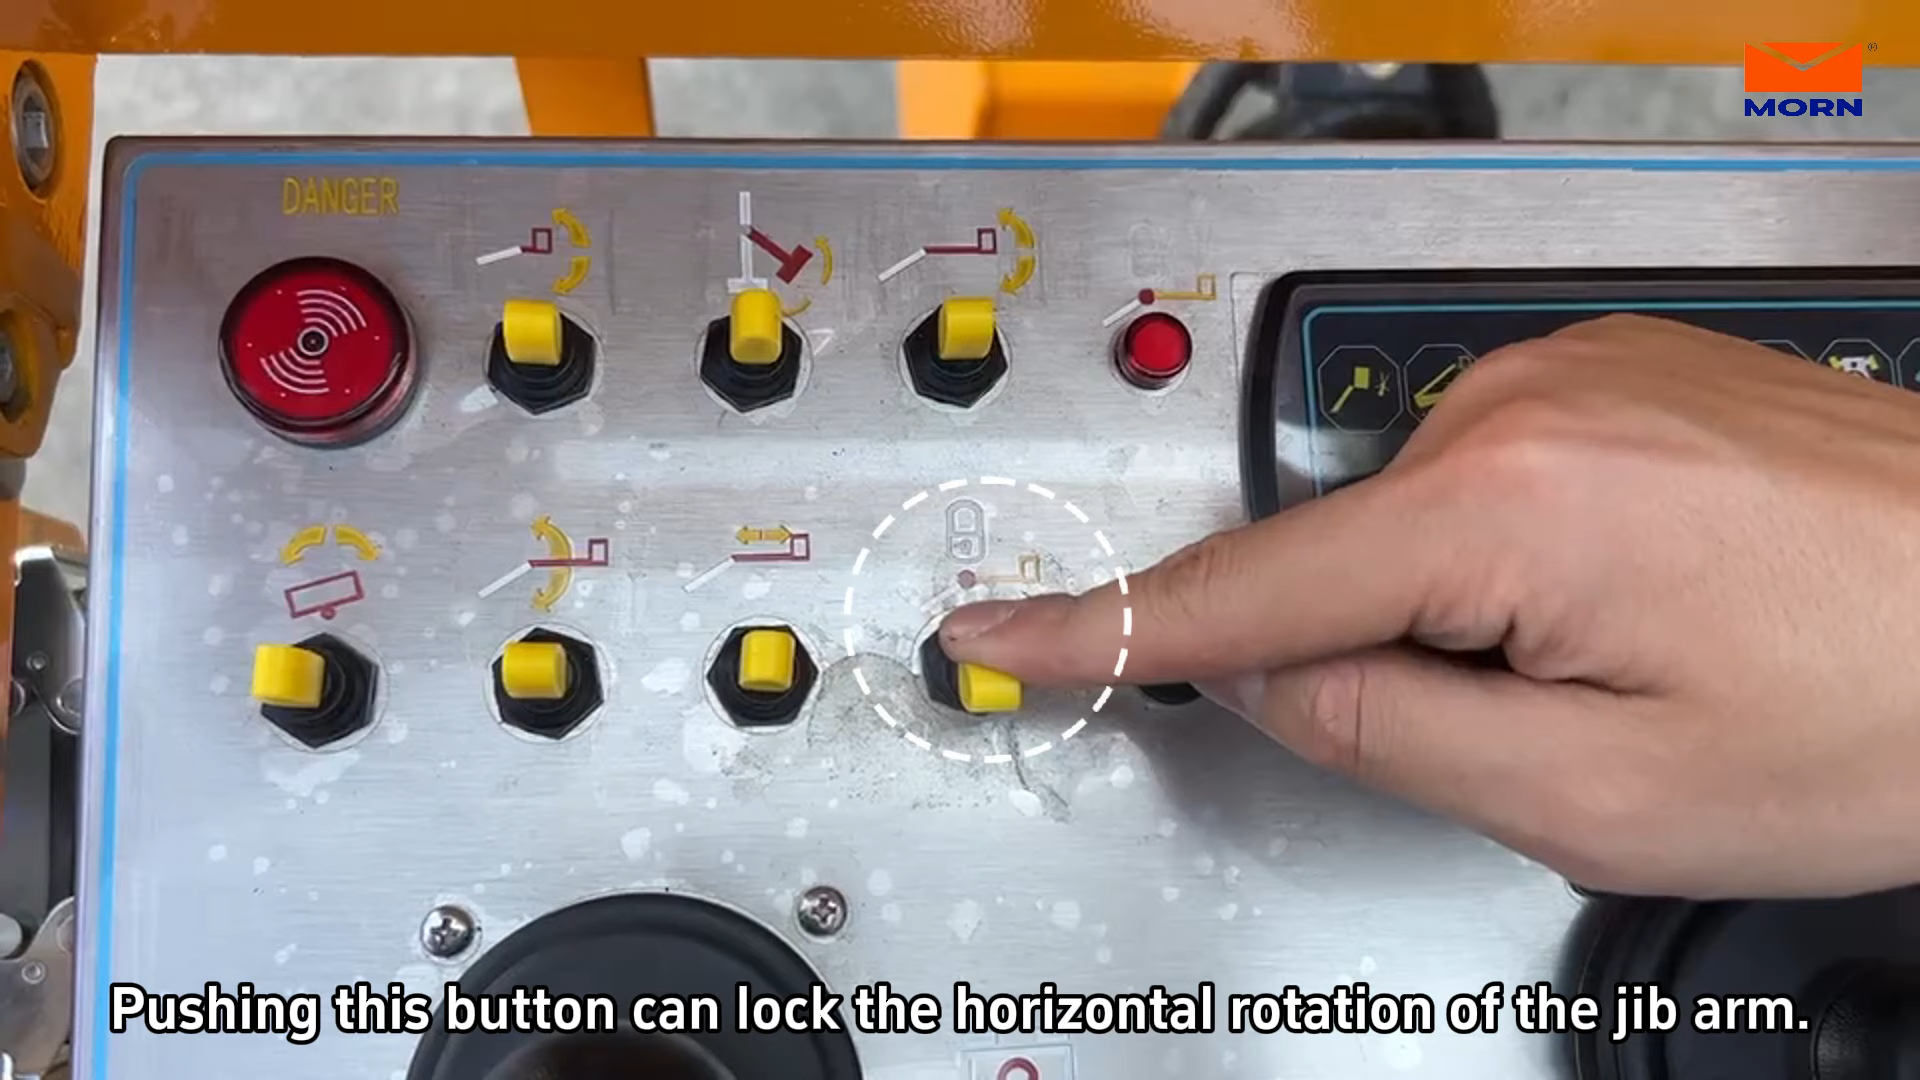 MORN
DANGER
Pushing this button can lock the horizontal rotation of the jib arm.